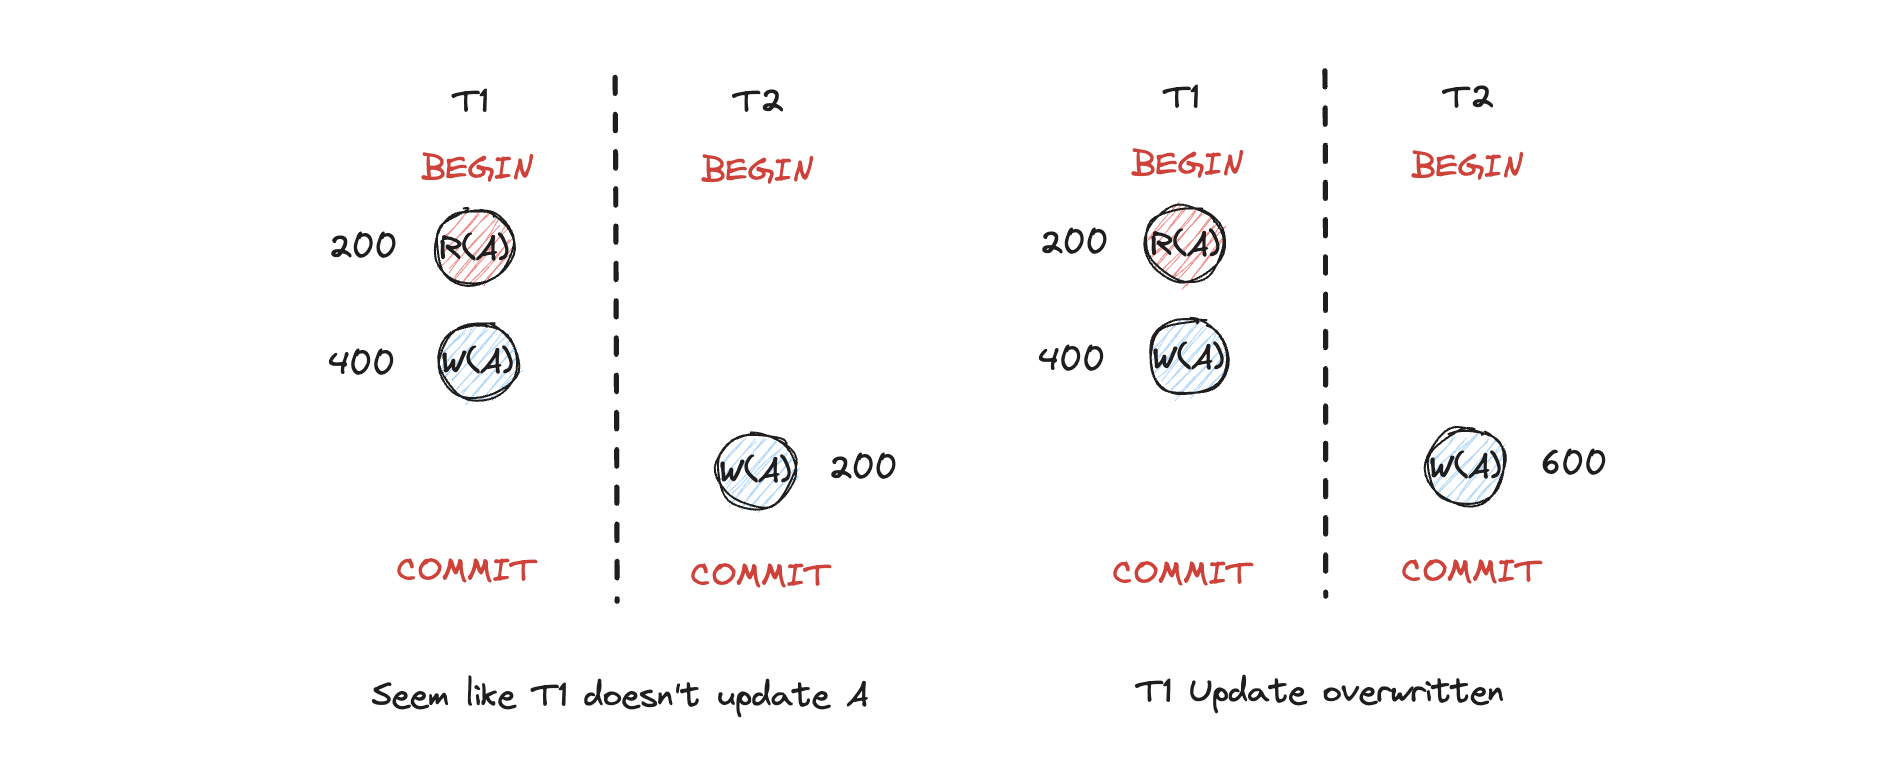 T1
T2
BEGIN
BEGIN
200
R(A)
400
W(A)
W(A)
200
COMMIT
COMMIT
Seem like T1 doesn't update A
T1
T2
BEGIN
BEGIN
200
R(A)
400
W(A)
W(A)
600
COMMIT
COMMIT
T1 Update overwritten